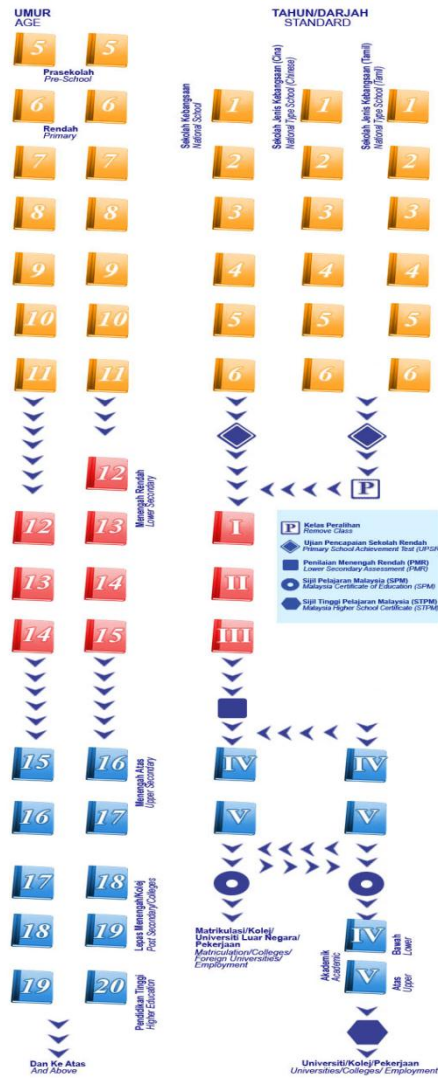 UMUR
AGE
TAHUN/DARJAH
STANDARD
5 5
Prasekolah
Pre-School
Sekolah Kebangsaan
National School
Sekolah Jenis Kebangsaan (Cina)
National Type School (Chinese)
Sekolah Jenis Kebangsaan (Tamil)
National Type School (Tamil)
6 6 1 1 1
Rendah
Primary
7 7 2 2 2
8 8 3 3 3
9 9 4 4 4
10 10 5 5 5
11 11 6 6 6
12
Menengah Rendah
Lower Secondary
P
12 13 I
13 14 II
14 15 III
P Kelas Peralihan
Remove Class
Ujian Pencapaian Sekolah Rendah
Primary School Achievement Test (UPSR
Penilaian Menengah Rendah (PMR)
Lower Secondary Assessment (PMR)
Sijil Pelajaran Malaysia (SPM)
Malaysia Certificate of Education (SPM)
Sijil Tinggi Pelajaran Malaysia (STPM)
Malaysia Higher School Certificate (STPM)
15 16 IV IV
Menengah Atas
Upper Secondary
16 17 V V
17 18
Lepas Menengah/Kolej
Post Secondary/Colleges
18 19
Matrikulasi/Kolej/
Universiti Luar Negara/
Pekerjaan
Matriculation/Colleges/
Foreign Universities/
Employment
Akademik
Academic
IV
Bawah
Lower
V
Atas
Upper
19 20
Pendidikan Tinggi
Higher Education
Dan Ke Atas
And Above
Universiti/Kolej/Pekerjaan
Universities/Colleges/ Employment